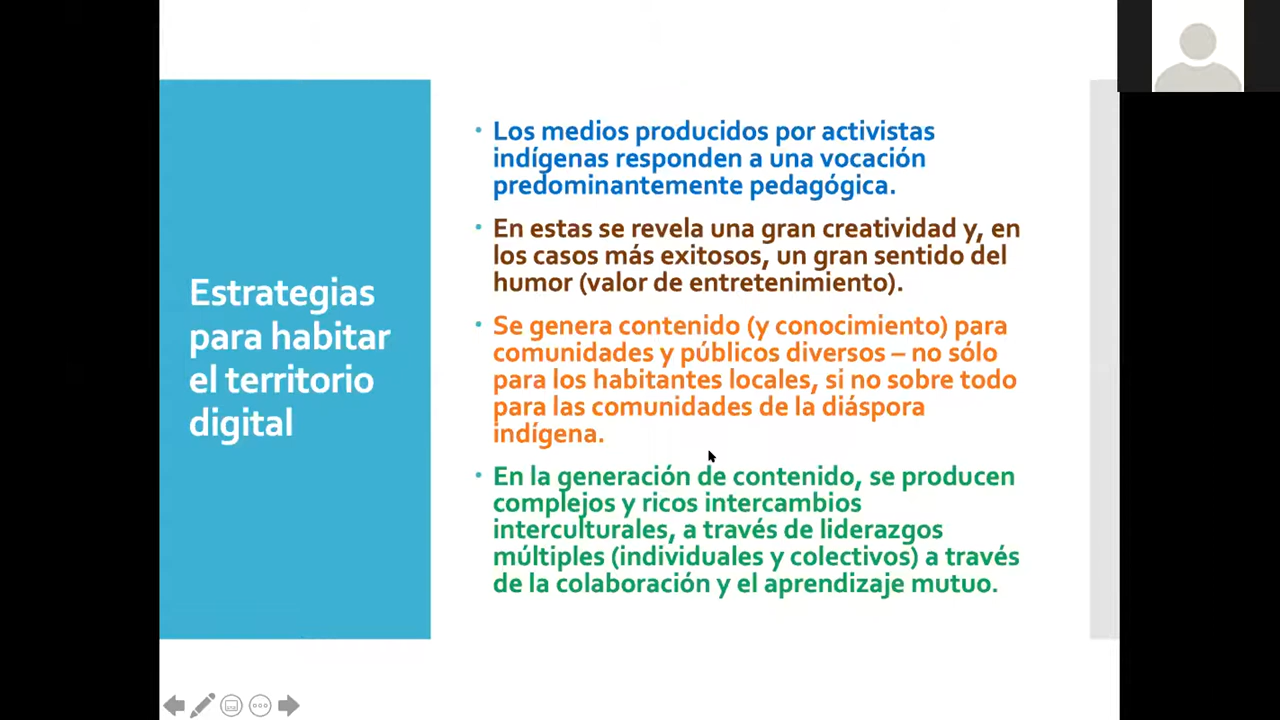 Estrategias
para habitar
el territorio
digital
• Los medios producidos por activistas
indígenas responden a una vocación
predominantemente pedagógica.
• En estas se revela una gran creatividad y, en
los casos más exitosos, un gran sentido del
humor (valor de entretenimiento).
• Se genera contenido (y conocimiento) para
comunidades y públicos diversos – no sólo
para los habitantes locales, si no sobre todo
para las comunidades de la diáspora
indígena.
• En la generación de contenido, se producen
complejos y ricos intercambios
interculturales, a través de liderazgos
múltiples (individuales y colectivos) a través
de la colaboración y el aprendizaje mutuo.